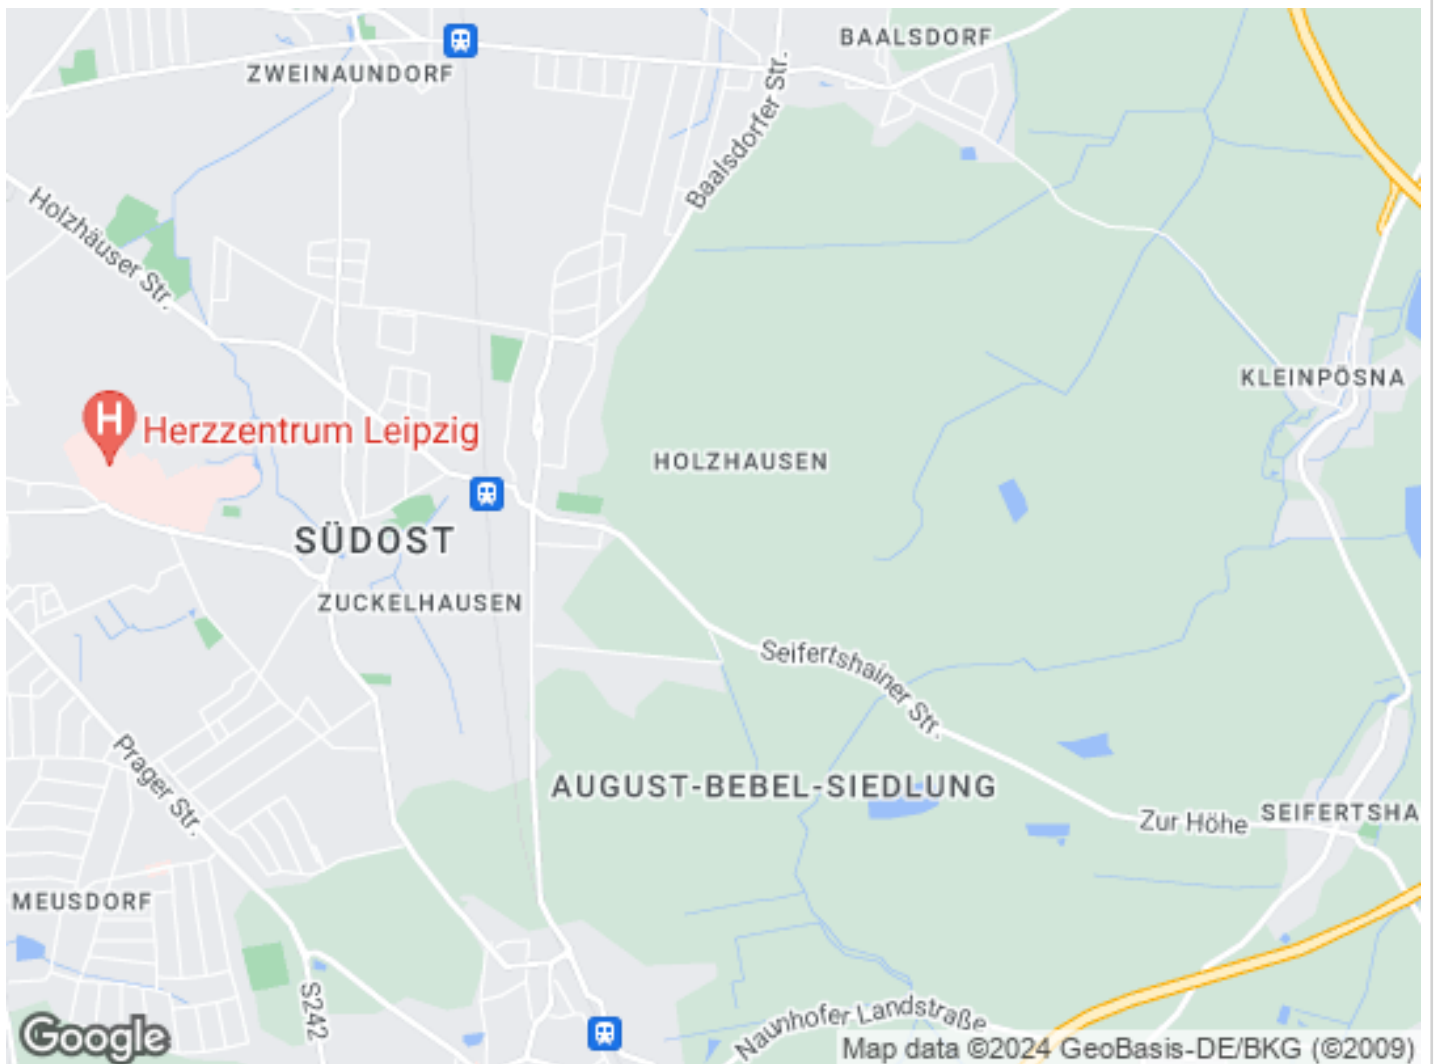 BAALSDORF
ZWEINAUNDORF
Baalsdorfer Str.
Holzhäuser Str.
KLEINPÖSNA
H
Herzzentrum Leipzig
HOLZHAUSEN
SÜDOST
ZUCKELHAUSEN
Seifertshainer Str.
Prager Str.
AUGUST-BEBEL-SIEDLUNG
Zur Höhe
SEIFERTSHA
MEUSDORF
S242
Naunhofer Landstraße
Google
Map data ©2024 GeoBasis-DE/BKG (©2009)